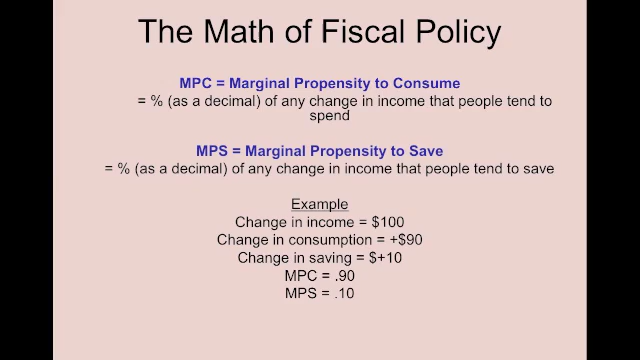 The Math of Fiscal Policy
MPC = Marginal Propensity to Consume
= % (as a decimal) of any change in income that people tend to
spend
MPS = Marginal Propensity to Save
= % (as a decimal) of any change in income that people tend to save
Example
Change in income = $100
Change in consumption = +$90
Change in saving = $+10
MPC = .90
MPS = .10